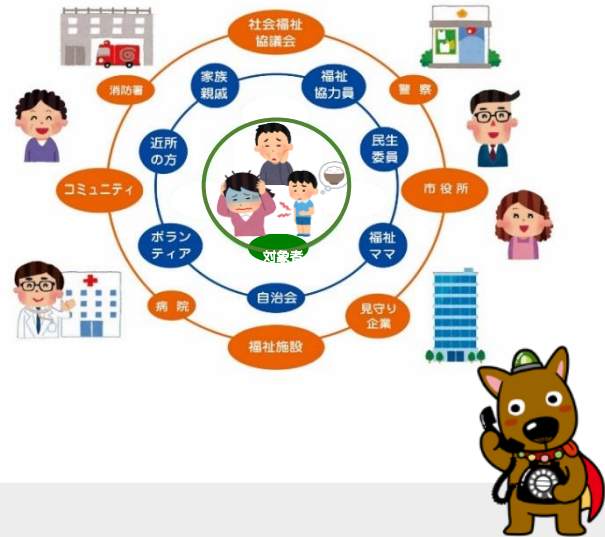 社会福祉
協議会
消防署
家族
親戚
福祉
協力員
警察
近所
の方
民生
委員
コミュニティ
市役所
対象者
ボラン
ティア
福祉
ママ
自治会
病院
見守り
企業
福祉施設